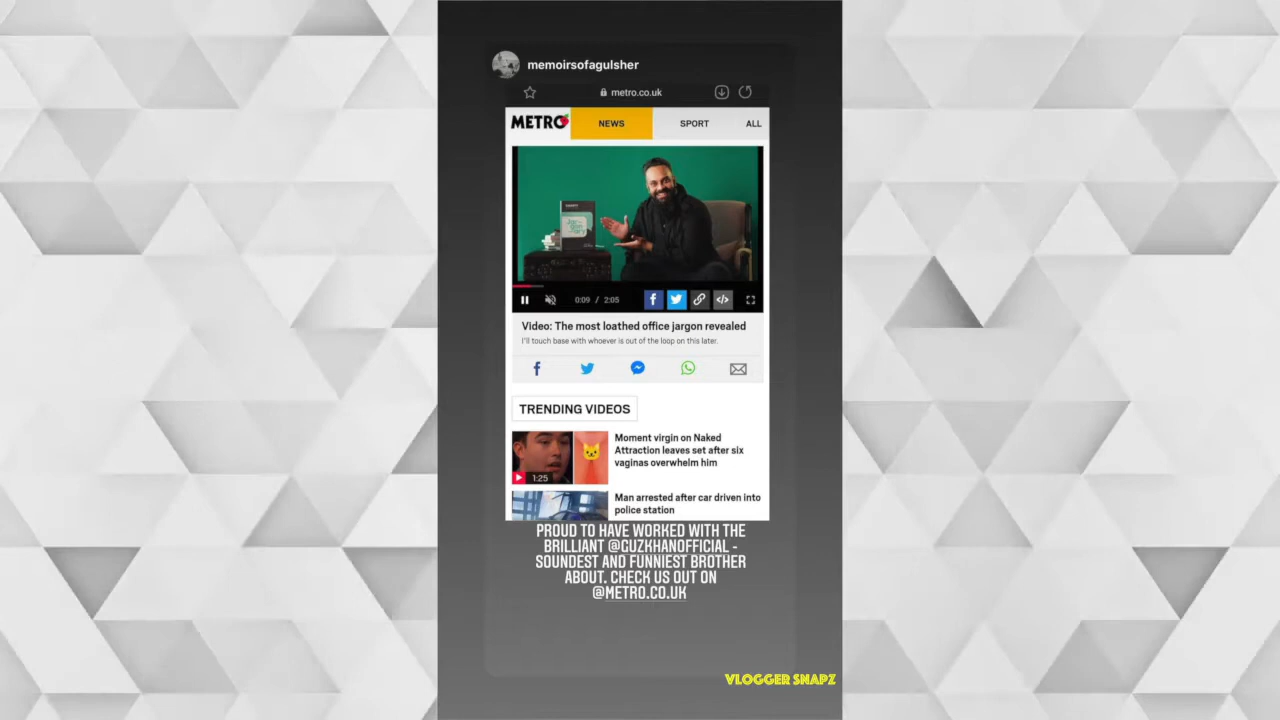 memoirsofagulsher
metro.co.uk
METRO
NEWS
SPORT
ALL
0:09 / 2:05
Video: The most loathed office jargon revealed
I'll touch base with whoever is out of the loop on this later.
TRENDING VIDEOS
Moment virgin on Naked
Attraction leaves set after six
vaginas overwhelm him
1:25
Man arrested after car driven into
police station
PROUD TO HAVE WORKED WITH THE
BRILLIANT @GUZKHANOFFICIAL -
SOUNDEST AND FUNNIEST BROTHER
ABOUT. CHECK US OUT ON
@METRO.CO.UK
VLOGGER SNAPZ